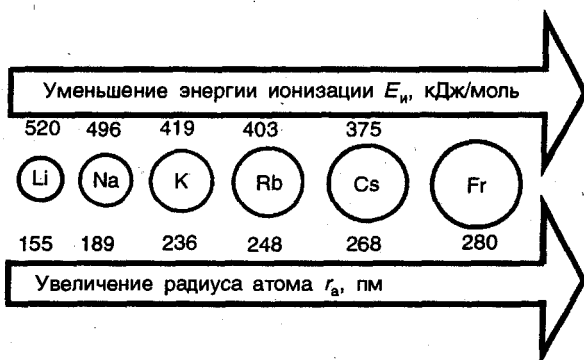 Уменьшение энергии ионизации Eи, кДж/моль
520 496 419 403 375
Li Na K Rb Cs Fr
155 189 236 248 268 280
Увеличение радиуса атома rа, пм